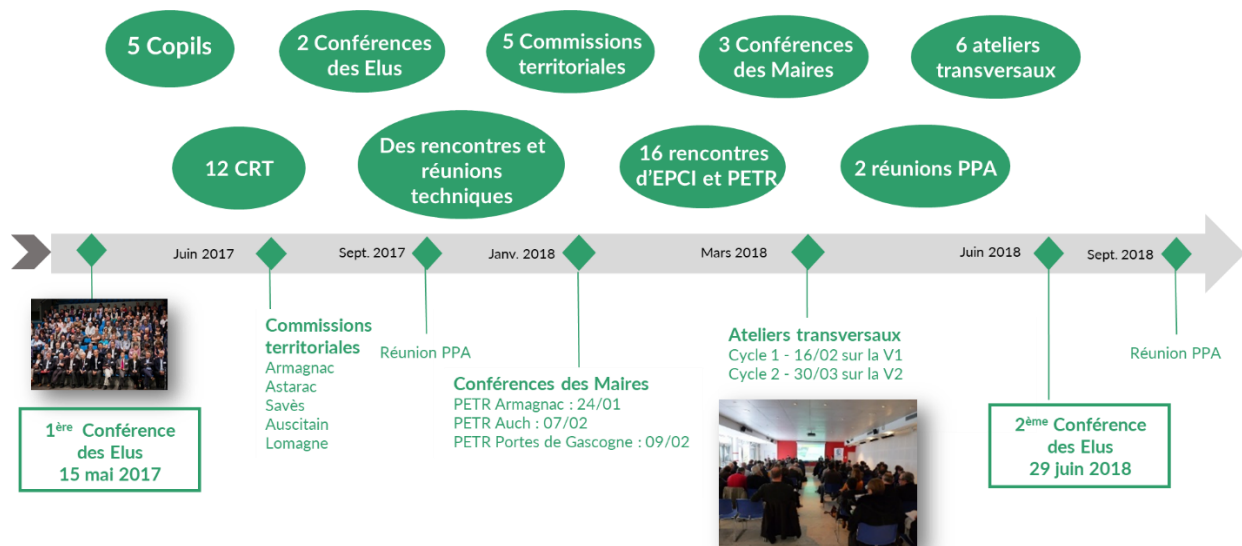 5 Copils
2 Conférences
des Elus
5 Commissions
territoriales
3 Conférences
des Maires
6 ateliers
transversaux
12 CRT
Des rencontres et
réunions
techniques
16 rencontres
d'EPCI et PETR
2 réunions PPA
Juin 2017
Sept. 2017
Janv. 2018
Mars 2018
Juin 2018
Sept. 2018
1ère Conférence
des Elus
15 mai 2017
Commissions
territoriales
Armagnac
Astarac
Savès
Auscitain
Lomagne
Réunion PPA
Conférences des Maires
PETR Armagnac : 24/01
PETR Auch : 07/02
PETR Portes de Gascogne : 09/02
Ateliers transversaux
Cycle 1 - 16/02 sur la V1
Cycle 2 - 30/03 sur la V2
2ème Conférence
des Elus
29 juin 2018
Réunion PPA